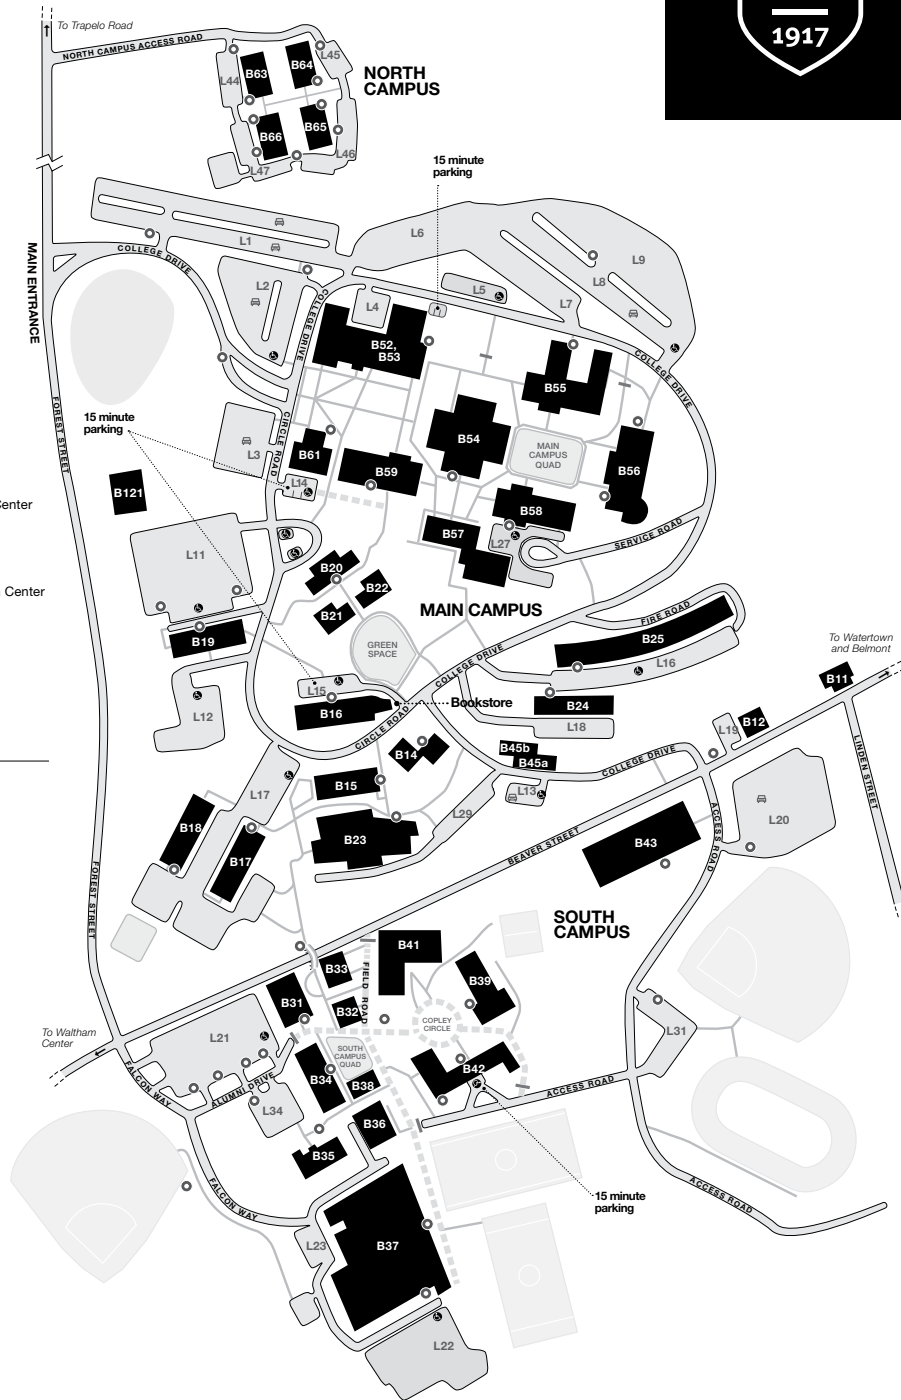 To Trapelo Road
1917
NORTH CAMPUS ACCESS ROAD
L45
B64
B63
L44
NORTH
CAMPUS
B65
B66
L46
L47
15 minute
parking
MAIN ENTRANCE
L1
L6
COLLEGE DRIVE
L9
L2
L8
L5
L7
L4
COLLEGE DRIVE
B52,
B53
COLLEGE DRIVE
B55
FOREST STREET
15 minute
parking
CIRCLE ROAD
L3
B61
B54
MAIN
CAMPUS
QUAD
B59
B56
L14
B121
enter
B58
B57
L27
SERVICE ROAD
L11
B20
B22
Center
B21
MAIN CAMPUS
FIRE ROAD
B25
B19
GREEN
SPACE
To Watertown
and Belmont
COLLEGE DRIVE
L16
L15
B11
Bookstore
B24
L12
B16
L18
L19
B12
CIRCLE ROAD
B14
B45b
B45a
COLLEGE DRIVE
LINDEN STREET
L17
B15
L13
L29
L20
ACCESS ROAD
B18
B23
B43
BEAVER STREET
B17
FOREST STREET
SOUTH
CAMPUS
B41
B33
FIELD ROAD
B39
B31
B32
COPLEY
CIRCLE
L31
To Waltham
Center
L21
SOUTH
CAMPUS
QUAD
B42
B34
B38
FALCON WAY
ALUMNI DRIVE
ACCESS ROAD
L34
B36
B35
ACCESS ROAD
15 minute
parking
FALCON WAY
L23
B37
L22